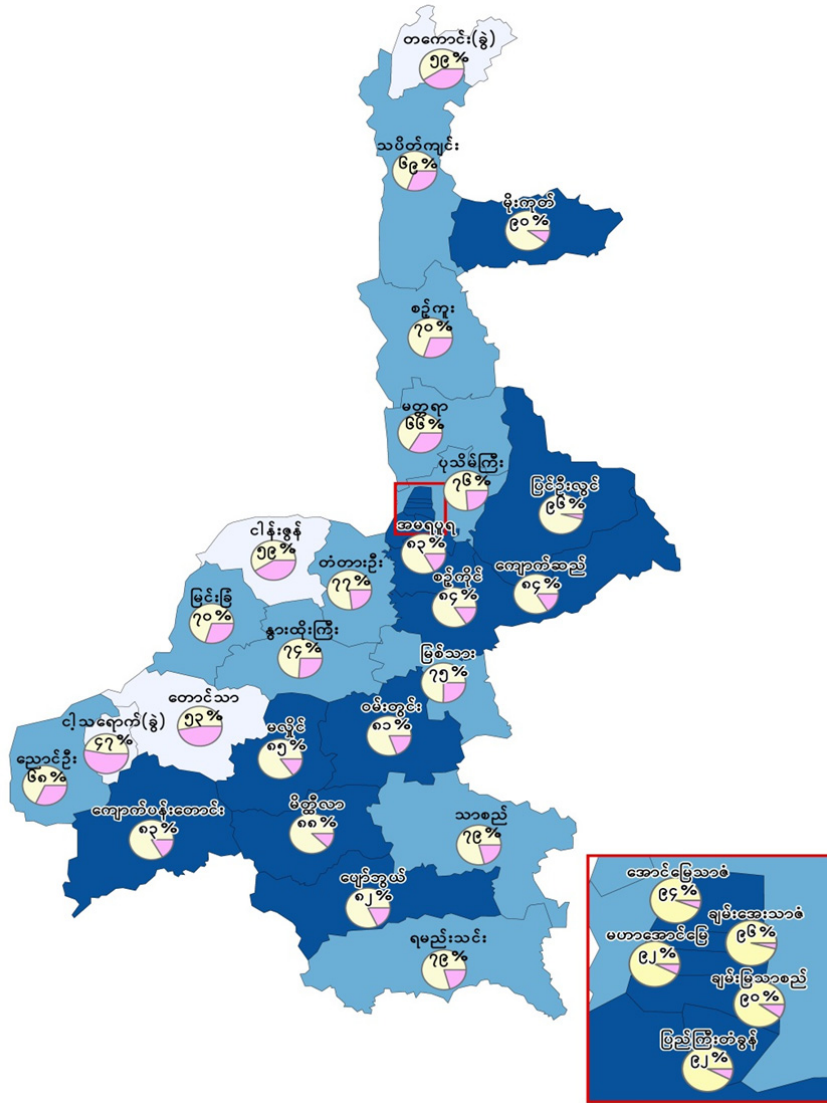 တကောင်း(ခွဲ)
၅၉%
သပိတ်ကျင်း
၆၉%
မိုးကုတ်
၉၀%
စဉ့်ကူး
၇၀%
မတ္တရာ
၆၆%
ပုသိမ်ကြီး
၇၆%
ပြင်ဦးလွင်
၉၆%
အမရပူရ
၈၃%
ငါန်းဇွန်
၅၉%
တံတားဦး
၇၇%
စဉ့်ကိုင်
၈၄%
ကျောက်ဆည်
၈၄%
မြင်းခြံ
၇၀%
နွားထိုးကြီး
၇၄%
မြစ်သား
၇၅%
တောင်သာ
၅၃%
ငါ့သရောက်(ခွဲ)
၄၇%
ညောင်ဦး
၆၈%
မလှိုင်
၈၅%
ဝမ်းတွင်း
၈၁%
ကျောက်ပန်းတောင်း
၈၃%
မိတ္ထီလာ
၈၈%
သာစည်
၇၉%
ပျော်ဘွယ်
၈၂%
ရမည်းသင်း
၇၉%
အောင်မြေသာဇံ
၉၄%
ချမ်းအေးသာဇံ
၉၆%
မဟာအောင်မြေ
၉၂%
ချမ်းမြသာစည်
၉၀%
ပြည်ကြီးတံခွန်
၉၂%